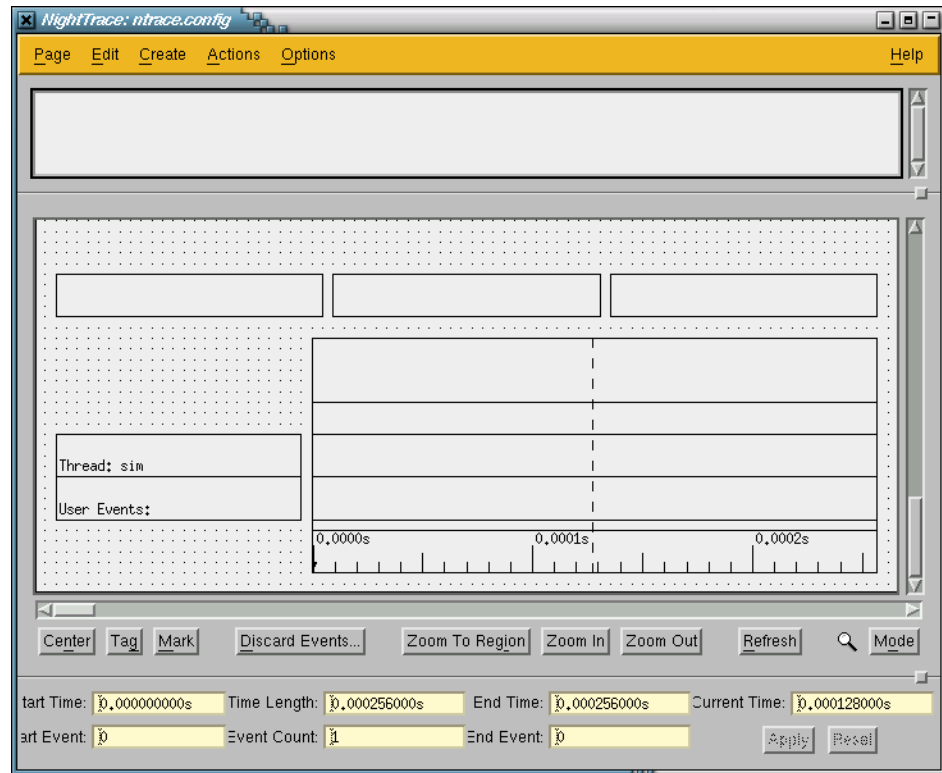 NightTrace: ntrace.config
Page Edit Create Actions Options Help
Thread: sim
User Events:
0.0000s 0.0001s 0.0002s
Center Tag Mark Discard Events... Zoom To Region Zoom In Zoom Out Refresh Mode
tart Time: 0.000000000s Time Length: 0.000256000s End Time: 0.000256000s Current Time: 0.000128000s
art Event: 0 Event Count: 1 End Event: 0 Apply Reset